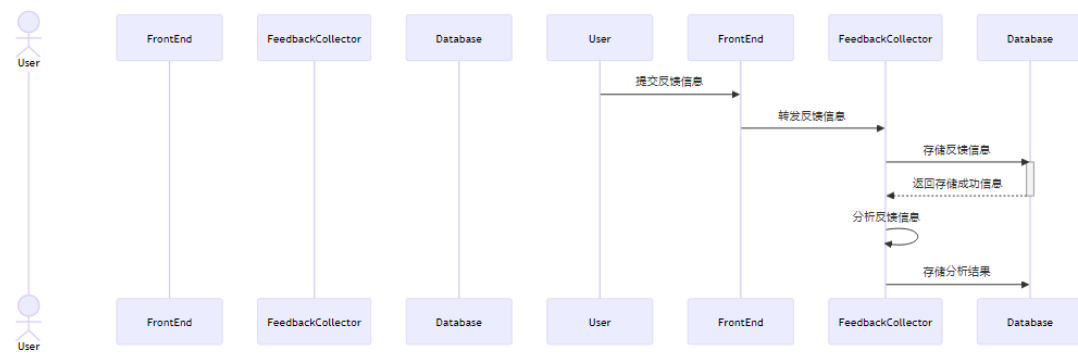 User
FrontEnd
FeedbackCollector
Database
User
FrontEnd
FeedbackCollector
Database
提交反馈信息
转发反馈信息
存储反馈信息
返回存储成功信息
分析反馈信息
存储分析结果
User
FrontEnd
FeedbackCollector
Database
User
FrontEnd
FeedbackCollector
Database